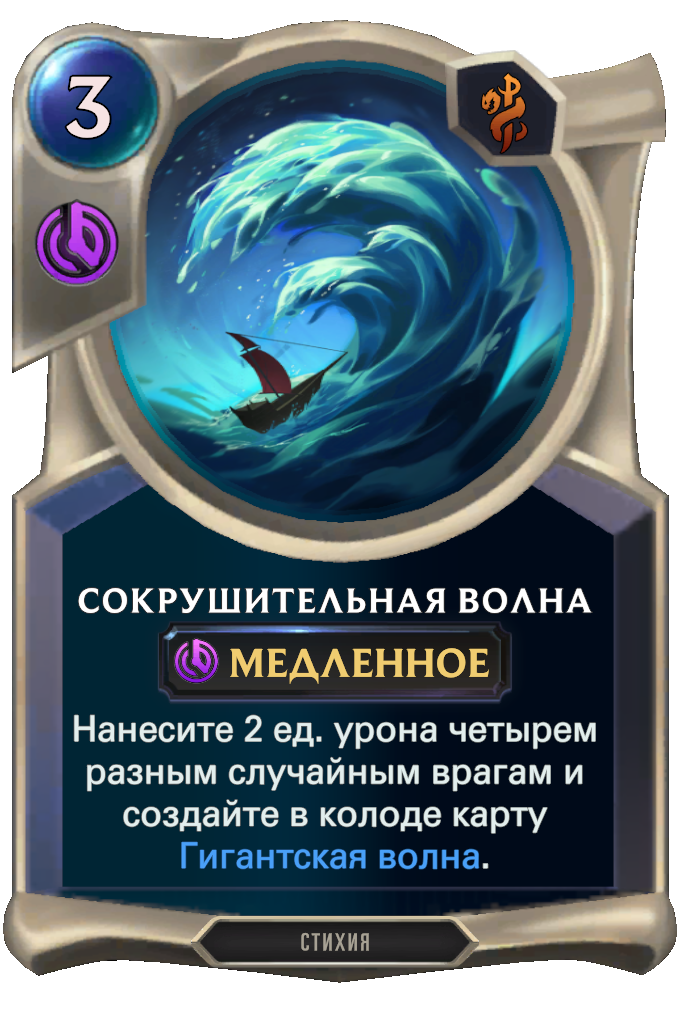 3
СОКРУШИТЕЛЬНАЯ ВОЛНА
МЕДЛЕННОЕ
Нанесите 2 ед. урона четырем
разным случайным врагам и
создайте в колоде карту
Гигантская волна.
СТИХИЯ